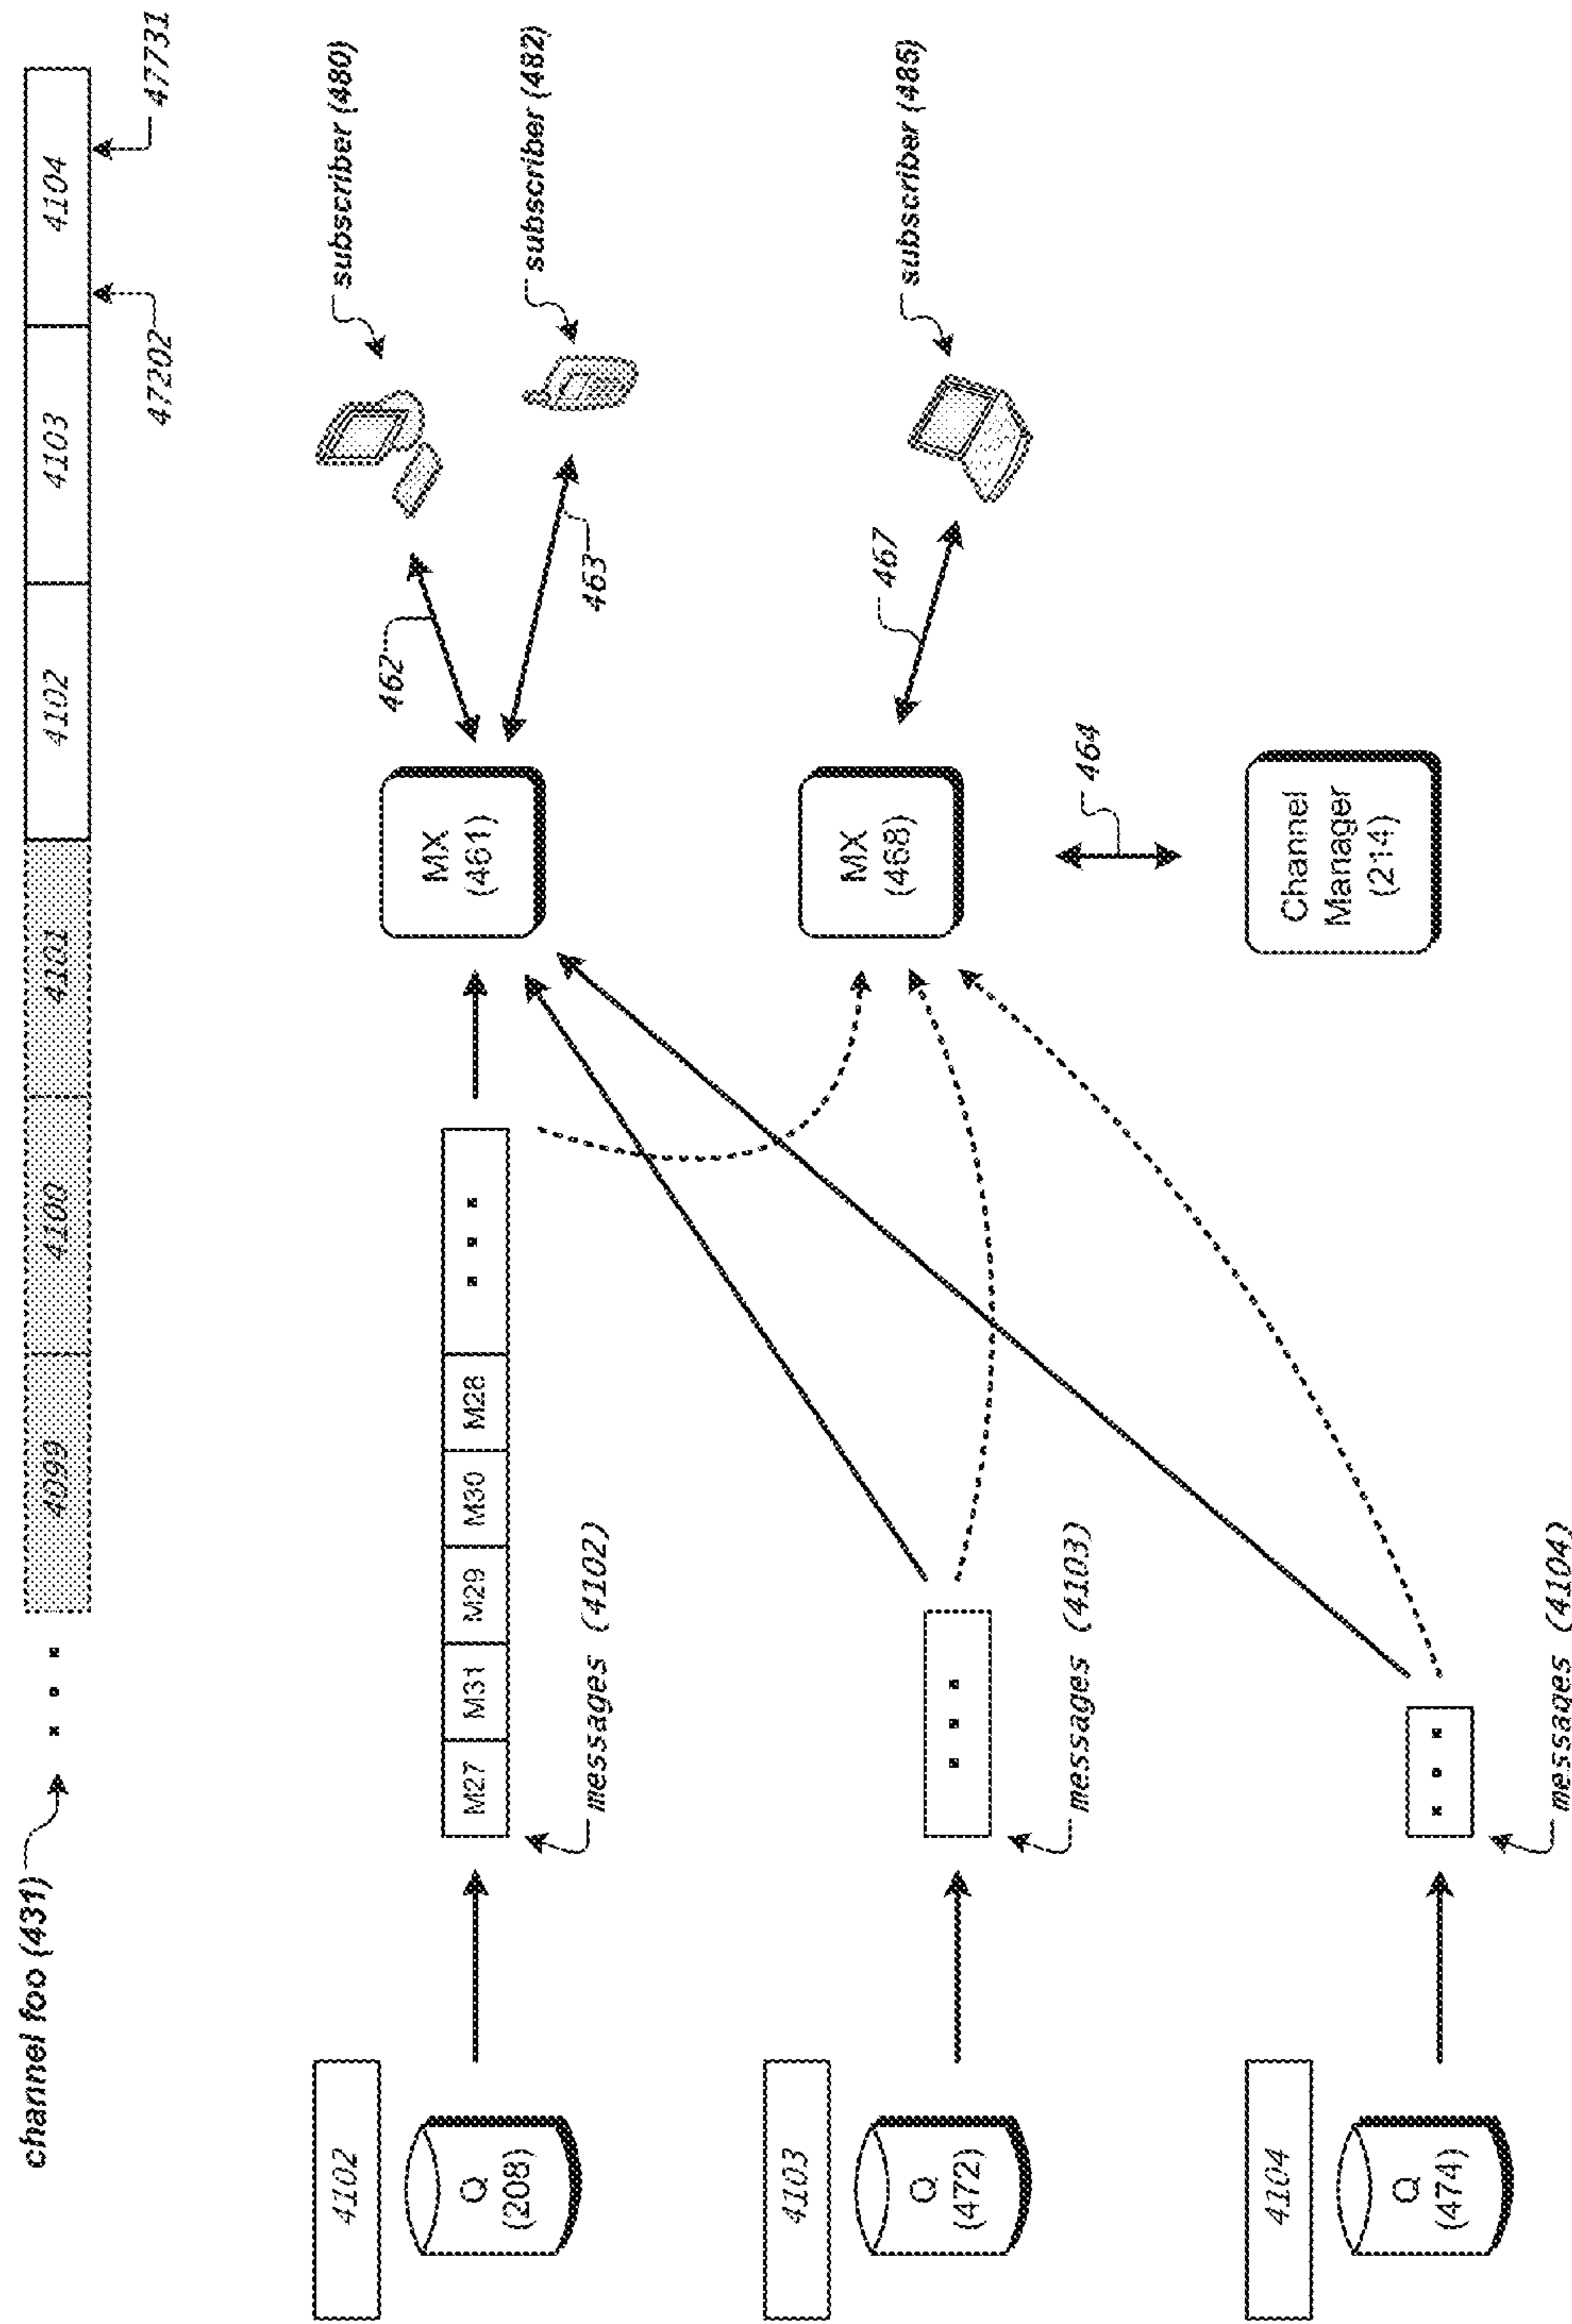 channel foo (431)
. . .
4099
4100
4101
4102
4103
4104
47202
47731
4102
Q
(208)
M27
M31
M29
M30
M28
. . .
messages (4102)
MX
(461)
462
463
subscriber (480)
subscriber (482)
4103
Q
(472)
. . .
messages (4103)
MX
(468)
467
subscriber (485)
464
4104
Q
(474)
. . .
messages (4104)
Channel
Manager
(214)